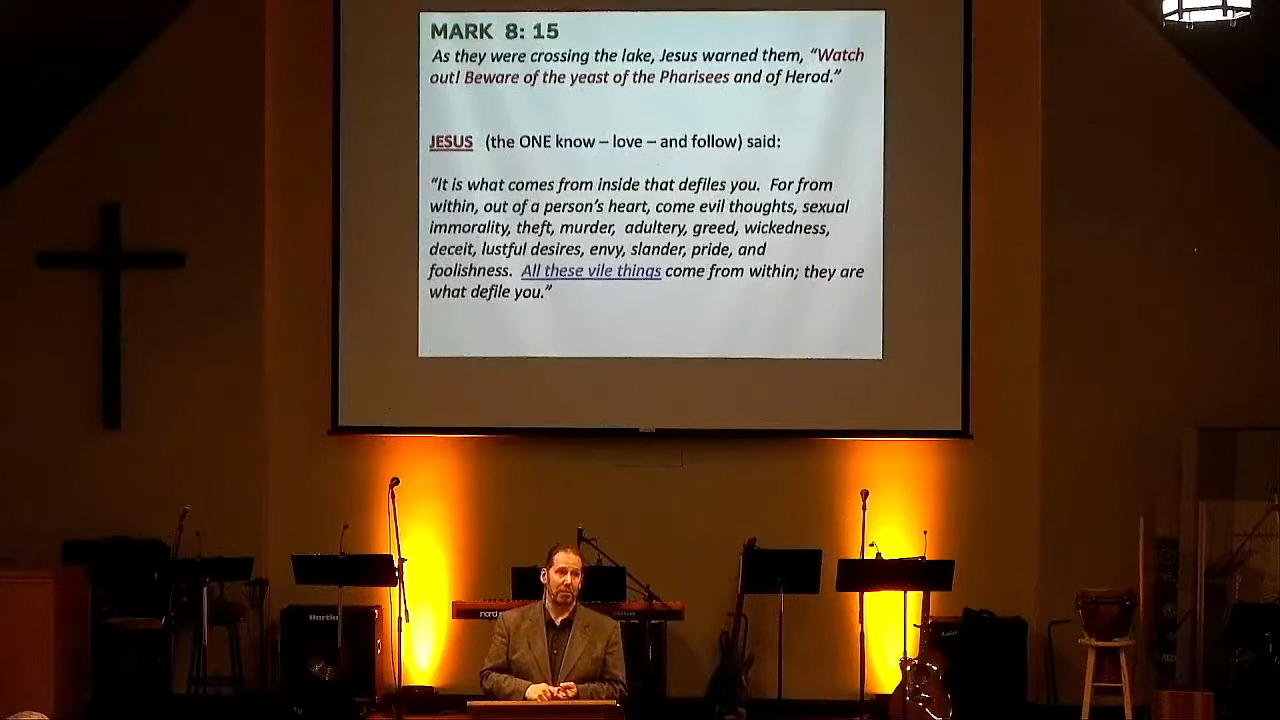 MARK 8: 15
As they were crossing the lake, Jesus warned them, “Watch
out! Beware of the yeast of the Pharisees and of Herod.”
JESUS (the ONE know – love – and follow) said:
“It is what comes from inside that defiles you. For from
within, out of a person’s heart, come evil thoughts, sexual
immorality, theft, murder, adultery, greed, wickedness,
deceit, lustful desires, envy, slander, pride, and
foolishness. All these vile things come from within; they are
what defile you.”
nord